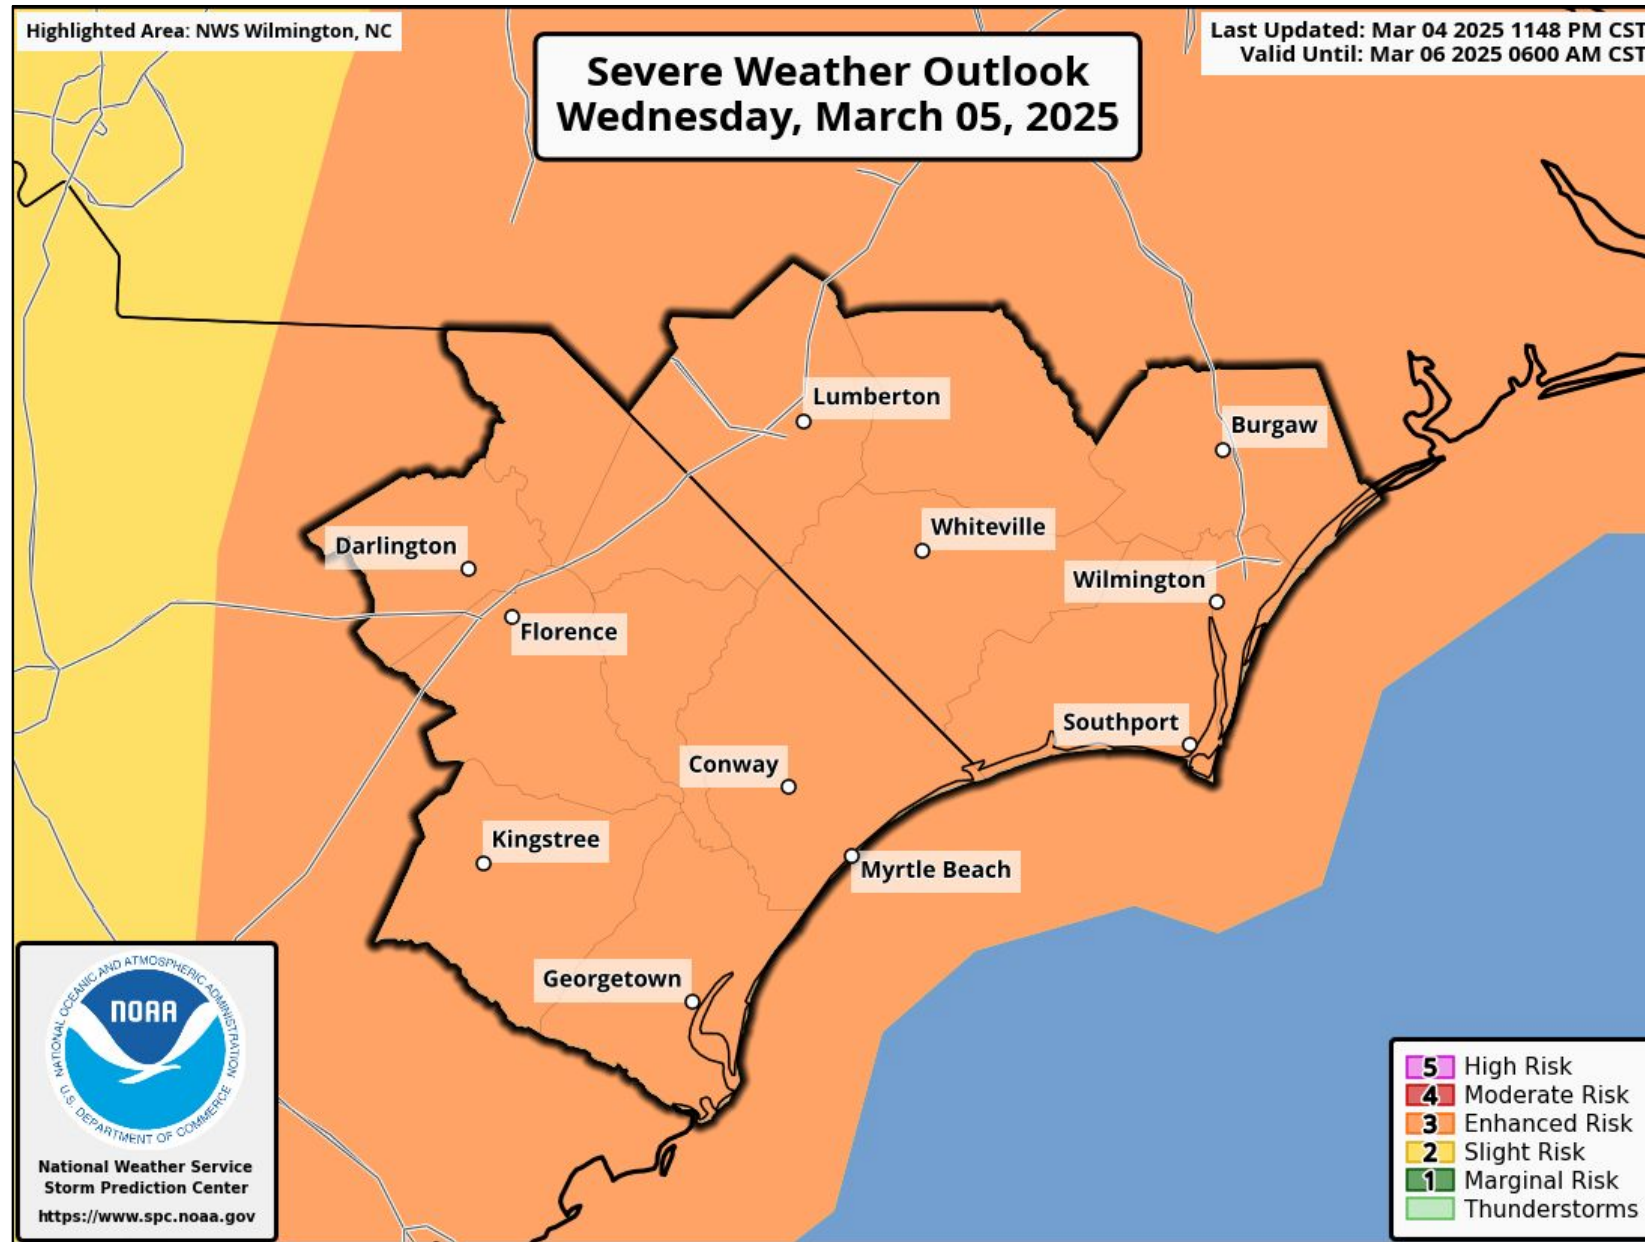 Highlighted Area: NWS Wilmington, NC
Severe Weather Outlook
Wednesday, March 05, 2025
Last Updated: Mar 04 2025 1148 PM CST
Valid Until: Mar 06 2025 0600 AM CST
Lumberton
Burgaw
Whiteville
Darlington
Wilmington
Florence
Southport
Conway
Kingstree
Myrtle Beach
Georgetown
NATIONAL OCEANIC AND ATMOSPHERIC ADMINISTRATION
NOAA
U.S. DEPARTMENT OF COMMERCE
National Weather Service
Storm Prediction Center
https://www.spc.noaa.gov
5 High Risk
4 Moderate Risk
3 Enhanced Risk
2 Slight Risk
1 Marginal Risk
Thunderstorms